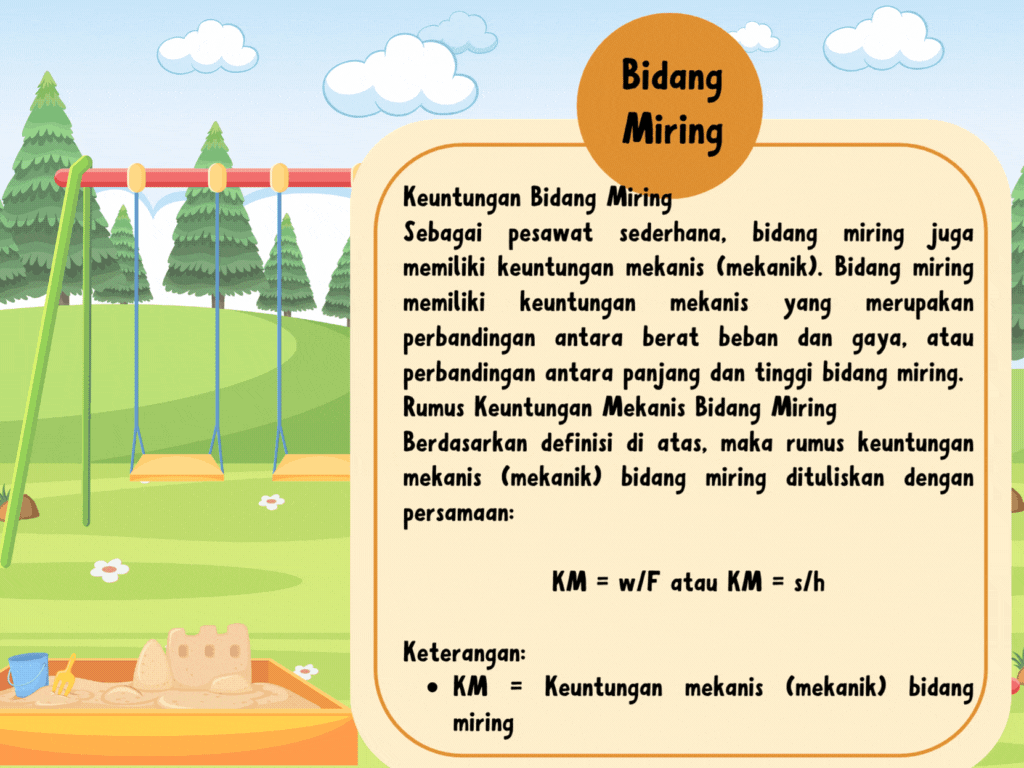 Bidang
Miring
Keuntungan Bidang Miring
Sebagai pesawat sederhana, bidang miring juga
memiliki keuntungan mekanis (mekanik). Bidang miring
memiliki keuntungan mekanis yang merupakan
perbandingan antara berat beban dan gaya, atau
perbandingan antara panjang dan tinggi bidang miring.
Rumus Keuntungan Mekanis Bidang Miring
Berdasarkan definisi di atas, maka rumus keuntungan
mekanis (mekanik) bidang miring dituliskan dengan
persamaan:
KM = w/F atau KM = s/h
Keterangan:
• KM = Keuntungan mekanis (mekanik) bidang
miring